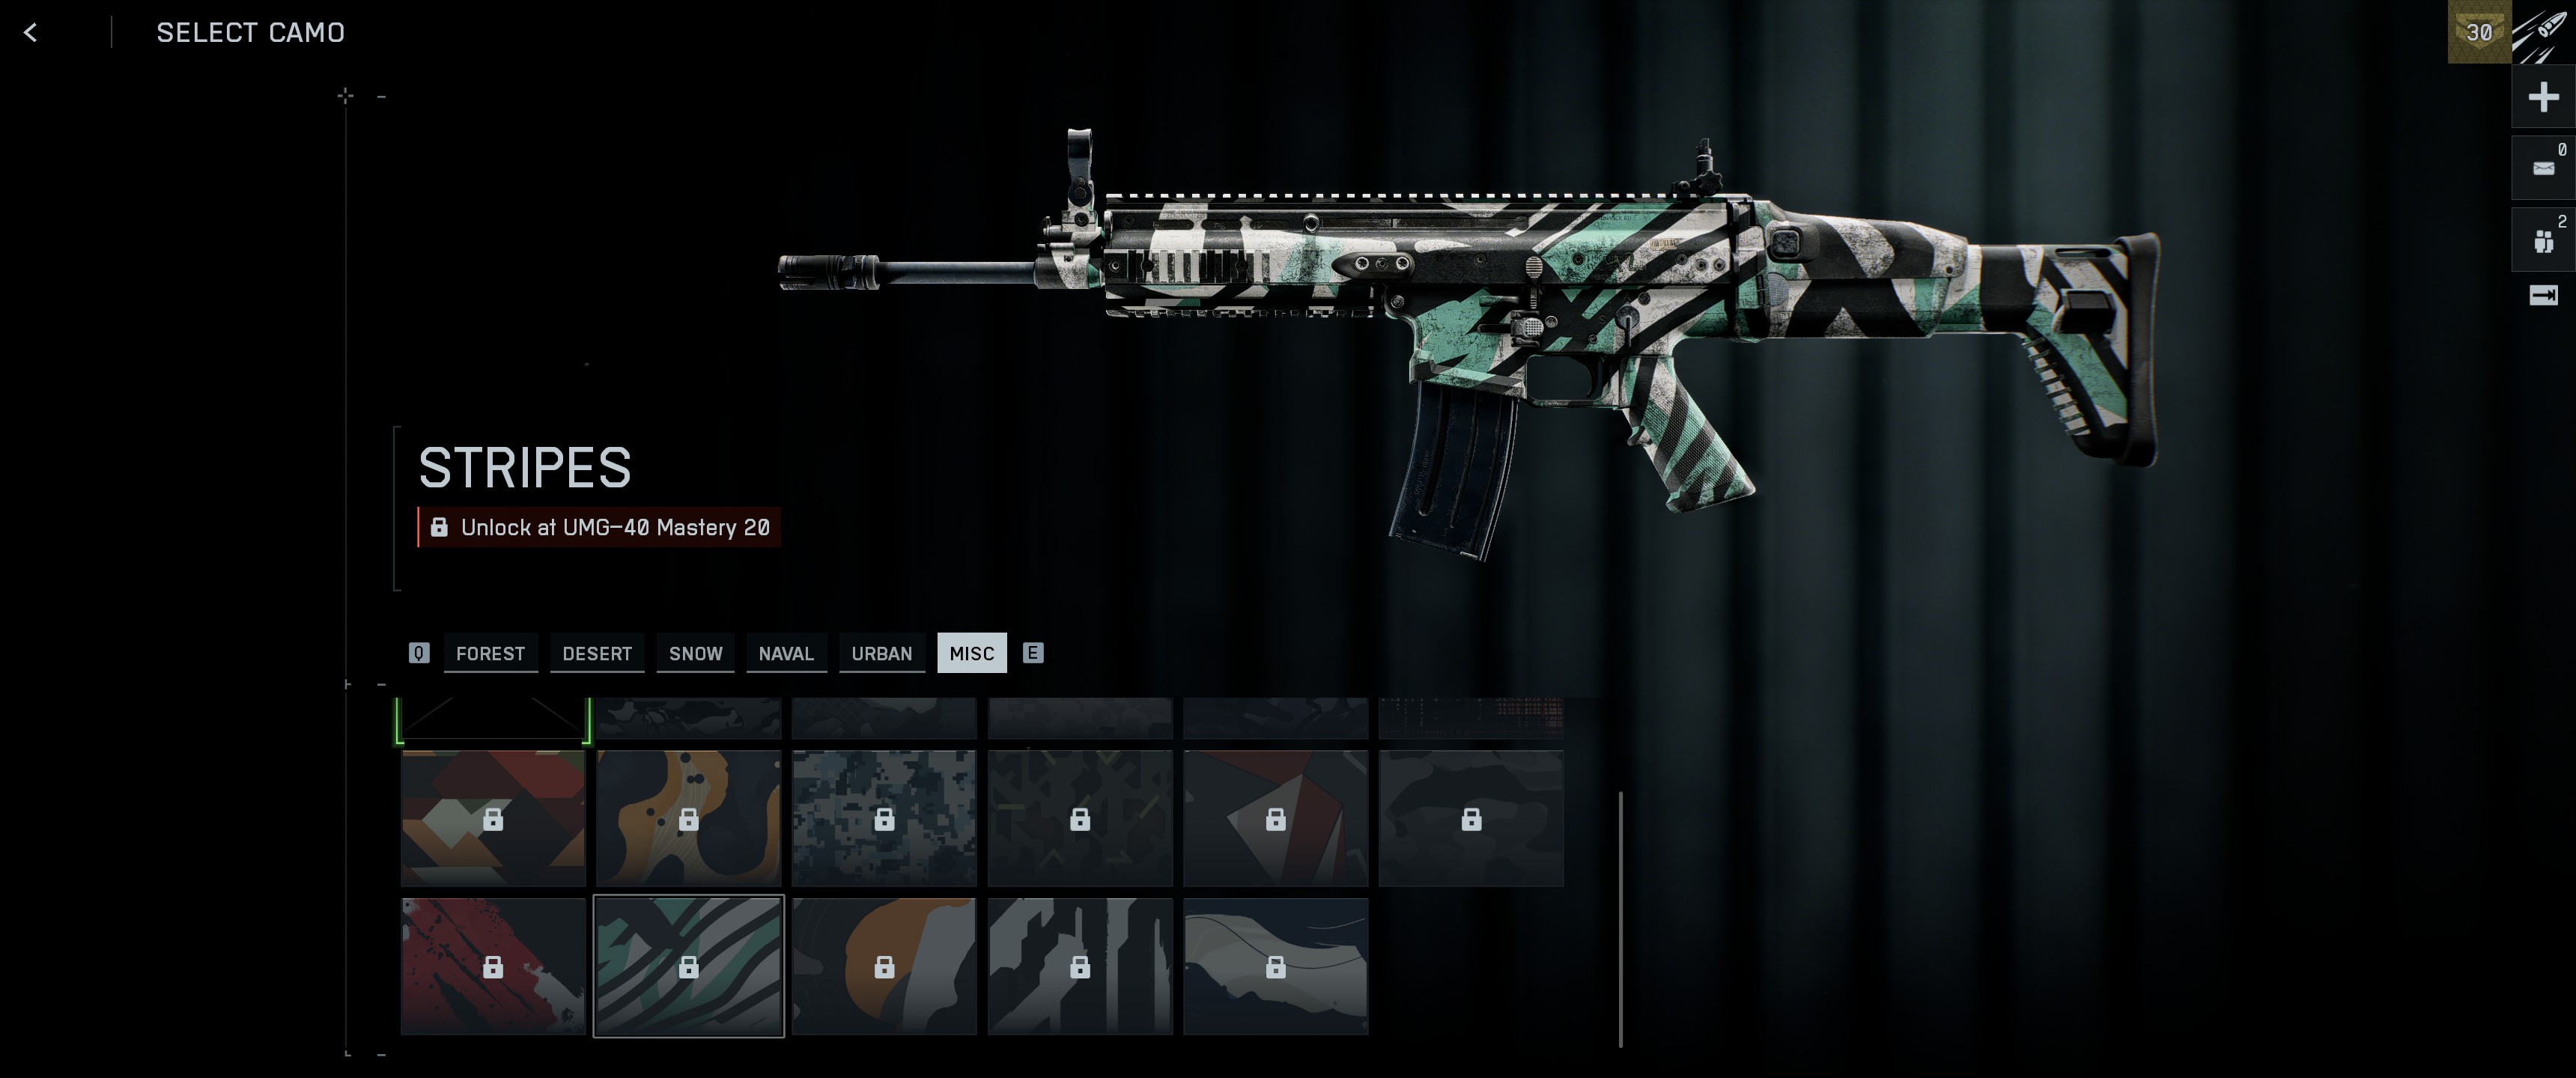 SELECT CAMO
30
0
2
STRIPES
Unlock at UMG-40 Mastery 20
Q FOREST DESERT SNOW NAVAL URBAN MISC E